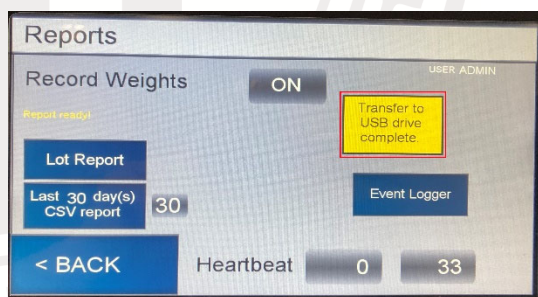 Reports
Record Weights
ON
USER ADMIN
Report ready!
Transfer to
USB drive
complete.
Lot Report
Last 30 day(s)
CSV report
30
Event Logger
< BACK
Heartbeat
0
33